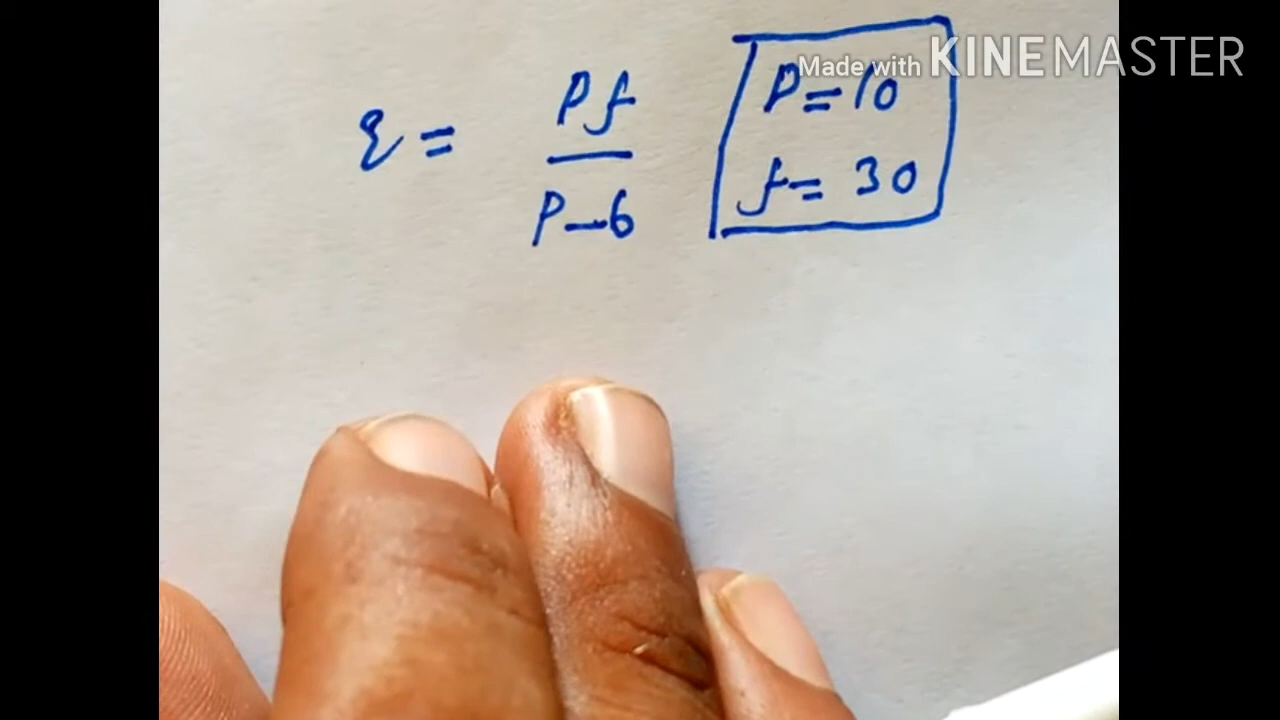 Made with KINEMASTER
q = Pf / P-6
P=10
f= 30